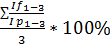 ∑ If₁₋₃ / Ip₁₋₃
/ 3 * 100%